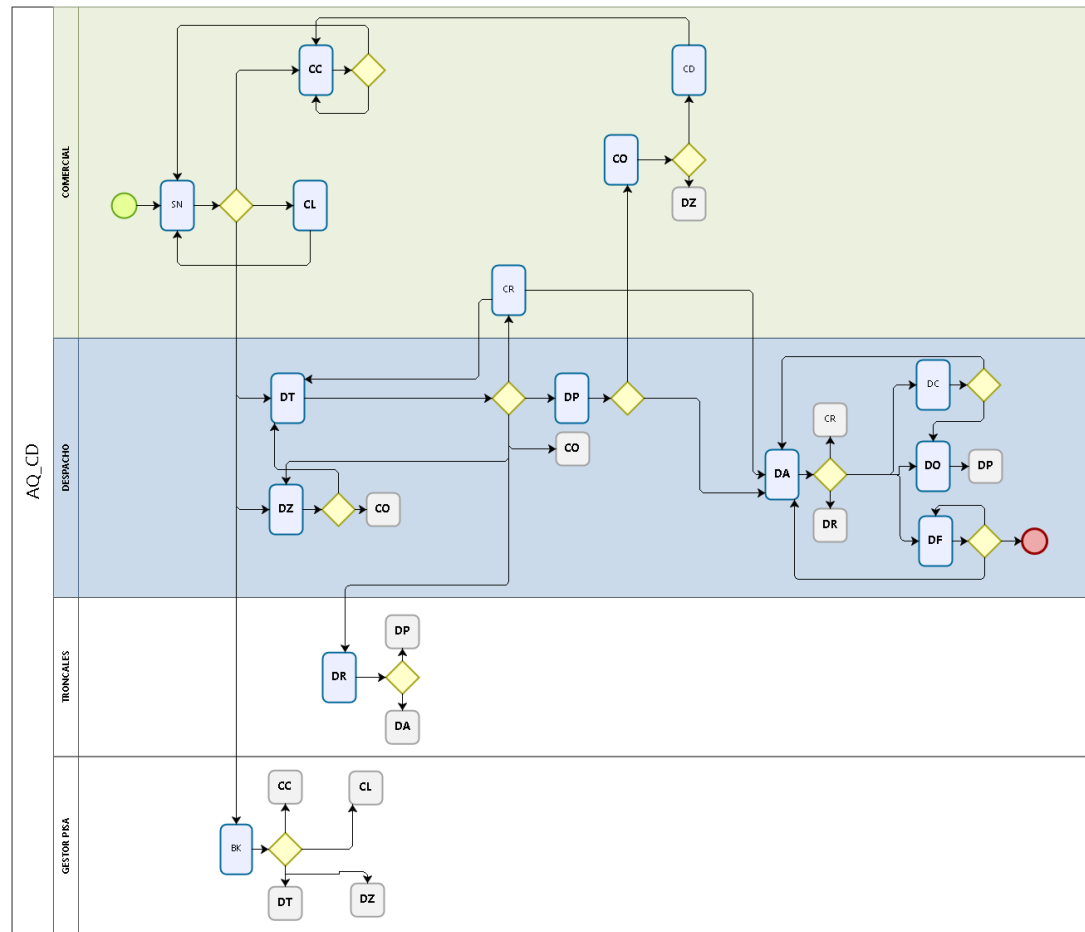 AQ_CD
COMERCIAL
CC
CD
CO
DZ
SN
CL
CR
DESPACHO
DT
DP
CO
DZ
CO
DA
CR
DR
DC
DO
DP
DF
TRONCALES
DP
DR
DA
GESTOR PISA
CC
CL
BK
DT
DZ